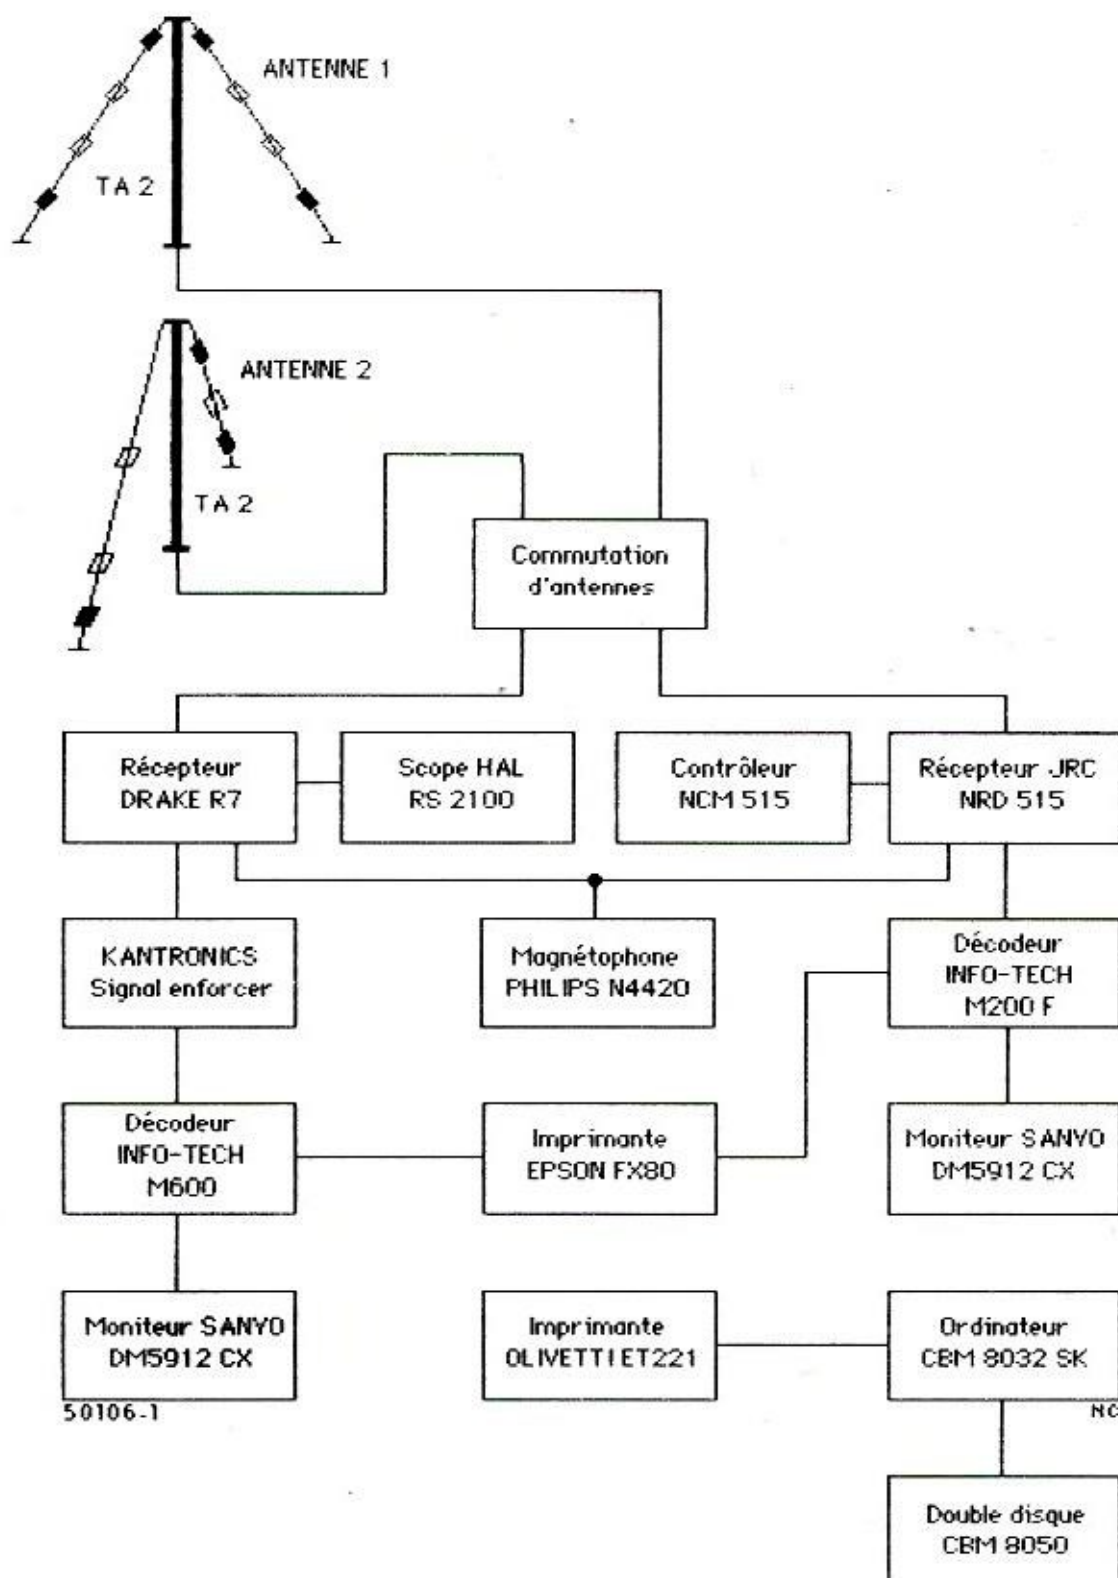 ANTENNE 1
TA 2
ANTENNE 2
TA 2
Commutation
d'antennes
Récepteur
DRAKE R7
Scope HAL
RS 2100
Contrôleur
NCM 515
Récepteur JRC
NRD 515
KANTRONICS
Signal enforcer
Magnétophone
PHILIPS N4420
Décodeur
INFO-TECH
M200 F
Décodeur
INFO-TECH
M600
Imprimante
EPSON FX80
Moniteur SANYO
DM5912 CX
Moniteur SANYO
DM5912 CX
Imprimante
OLIVETTI ET221
Ordinateur
CBM 8032 SK
50106-1
NC
Double disque
CBM 8050